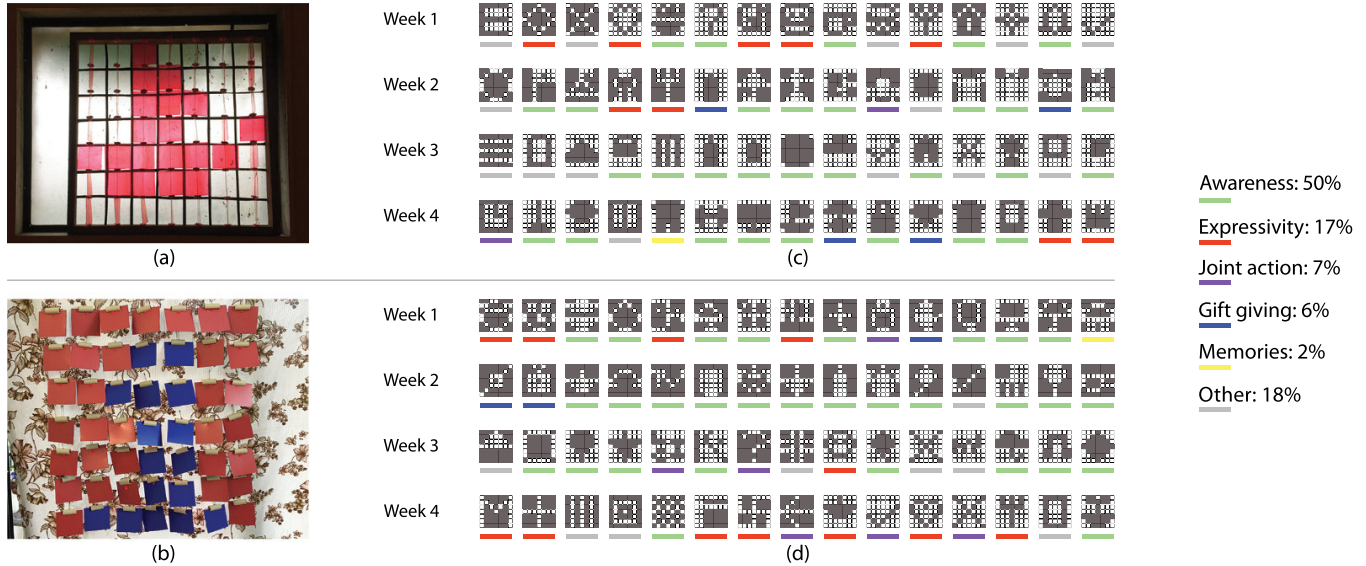 Week 1
Week 2
Week 3
Week 4
(a)
(c)
Week 1
Week 2
Week 3
Week 4
(b)
(d)
Awareness: 50%
Expressivity: 17%
Joint action: 7%
Gift giving: 6%
Memories: 2%
Other: 18%